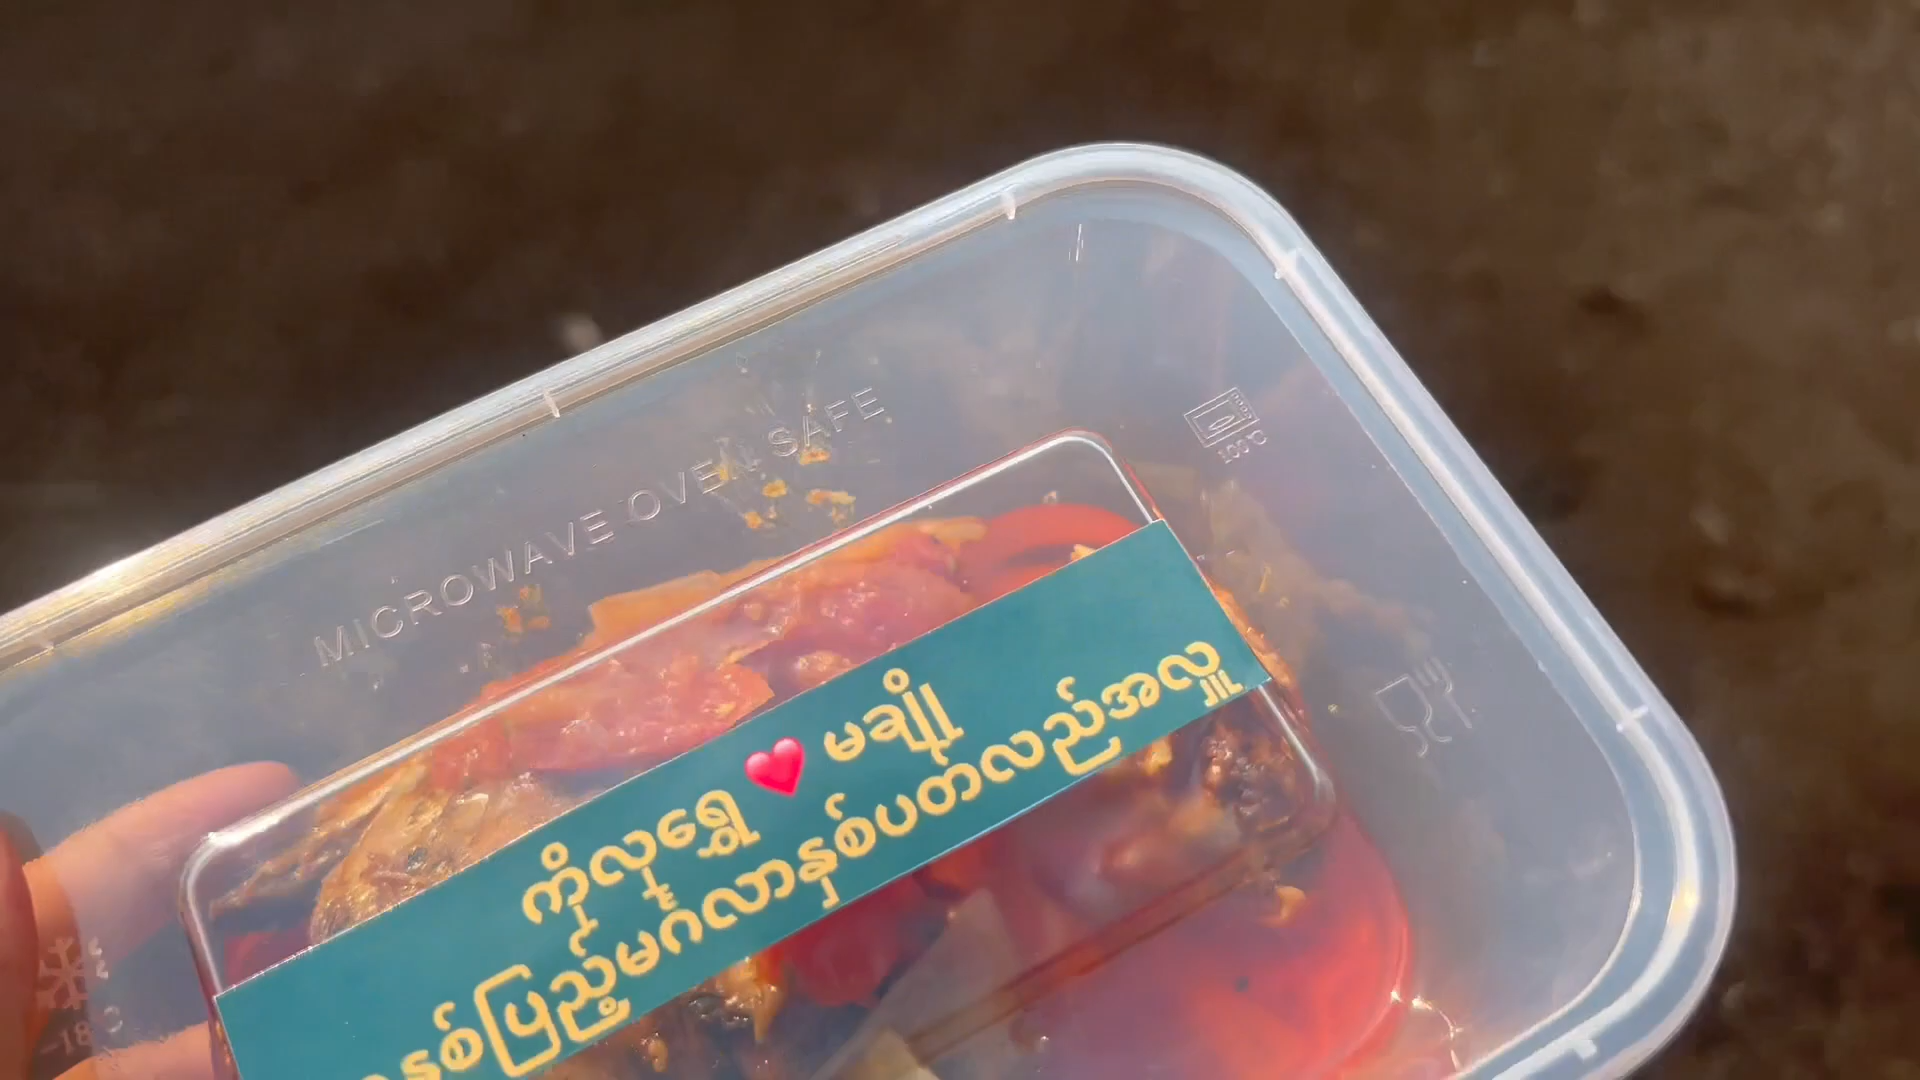 MICROWAVE OVEN SAFE
100°C
ကိုလှရွှေ ❤ မချို
နှစ်ပြည့်မင်္ဂလာနှစ်ပတ်လည်အလှူ
-18°C